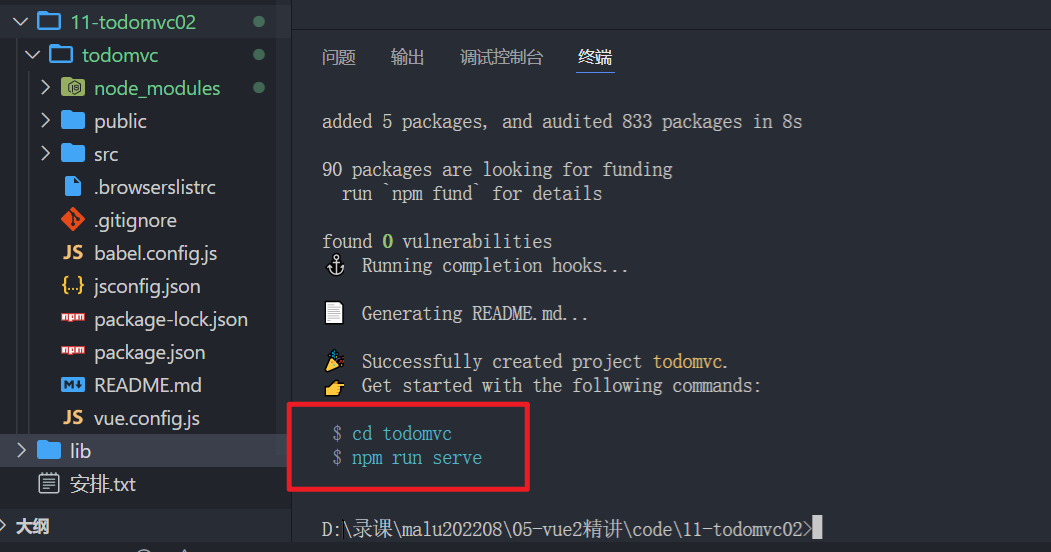 11-todomvc02
todomvc
node_modules
public
src
.browserslistrc
.gitignore
JS babel.config.js
{..} jsconfig.json
npm package-lock.json
npm package.json
M README.md
JS vue.config.js
lib
安排.txt
大纲
问题 输出 调试控制台 终端
added 5 packages, and audited 833 packages in 8s
90 packages are looking for funding
run `npm fund` for details
found 0 vulnerabilities
⚓ Running completion hooks...
📄 Generating README.md...
🎉 Successfully created project todomvc.
👉 Get started with the following commands:
$ cd todomvc
$ npm run serve
D:\录课\malu202208\05-vue2精讲\code\11-todomvc02>